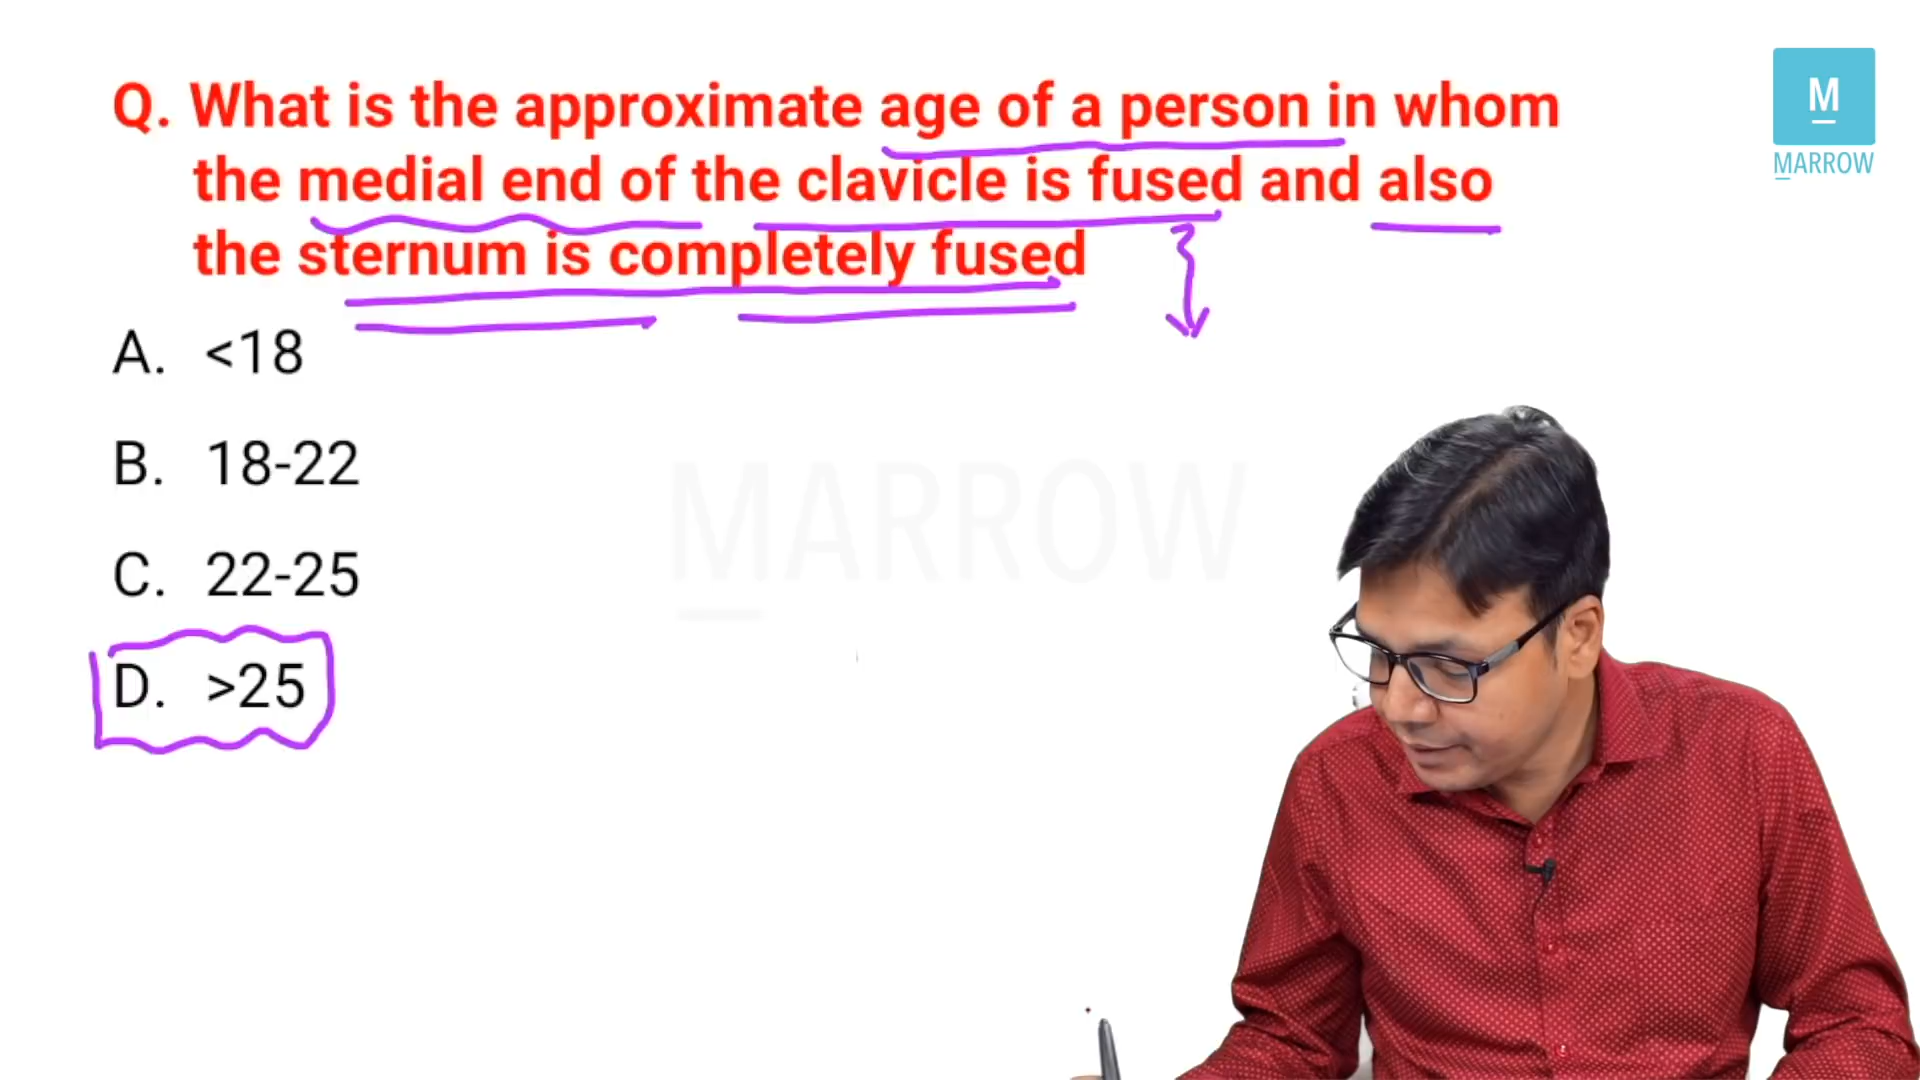 M
MARROW
Q. What is the approximate age of a person in whom
the medial end of the clavicle is fused and also
the sternum is completely fused
A. <18
B. 18-22
C. 22-25
D. >25
MARROW